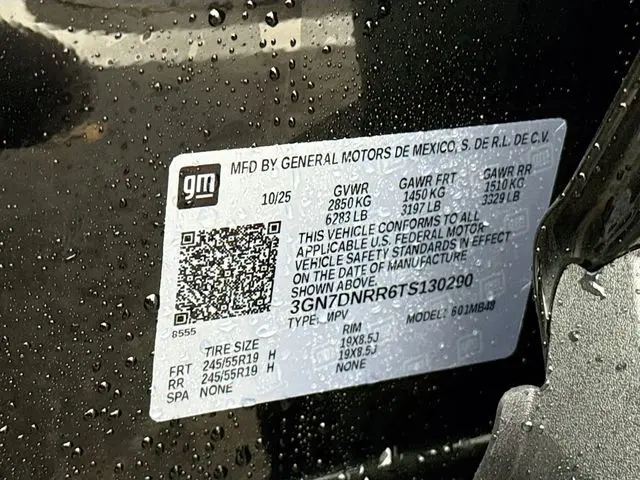 gm
MFD BY GENERAL MOTORS DE MEXICO, S. DE R.L. DE C.V.
10/25 GVWR GAWR FRT GAWR RR
2850 KG 1450 KG 1510 KG
6283 LB 3197 LB 3329 LB
THIS VEHICLE CONFORMS TO ALL
APPLICABLE U.S. FEDERAL MOTOR
VEHICLE SAFETY STANDARDS IN EFFECT
ON THE DATE OF MANUFACTURE
SHOWN ABOVE.
3GN7DNRR6TS130290
TYPE: MPV MODEL: 601MB48
8555
TIRE SIZE RIM
FRT 245/55R19 H 19X8.5J
RR 245/55R19 H 19X8.5J
SPA NONE NONE